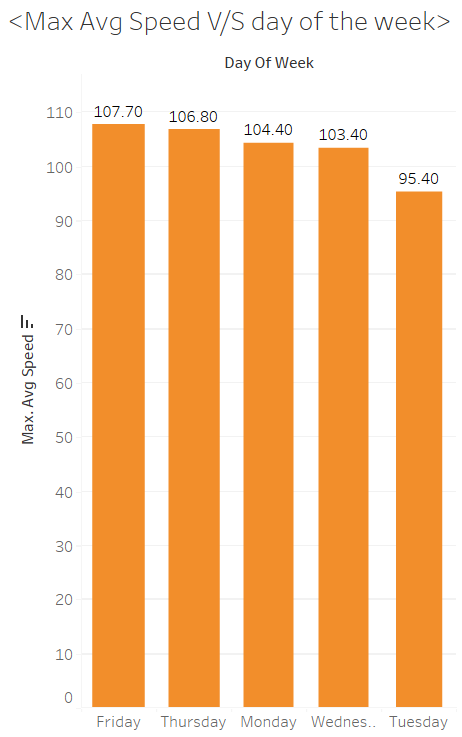 <Max Avg Speed V/S day of the week>
Day Of Week
Max. Avg Speed
110
100
90
80
70
60
50
40
30
20
10
0
107.70
106.80
104.40
103.40
95.40
Friday
Thursday
Monday
Wednes..
Tuesday